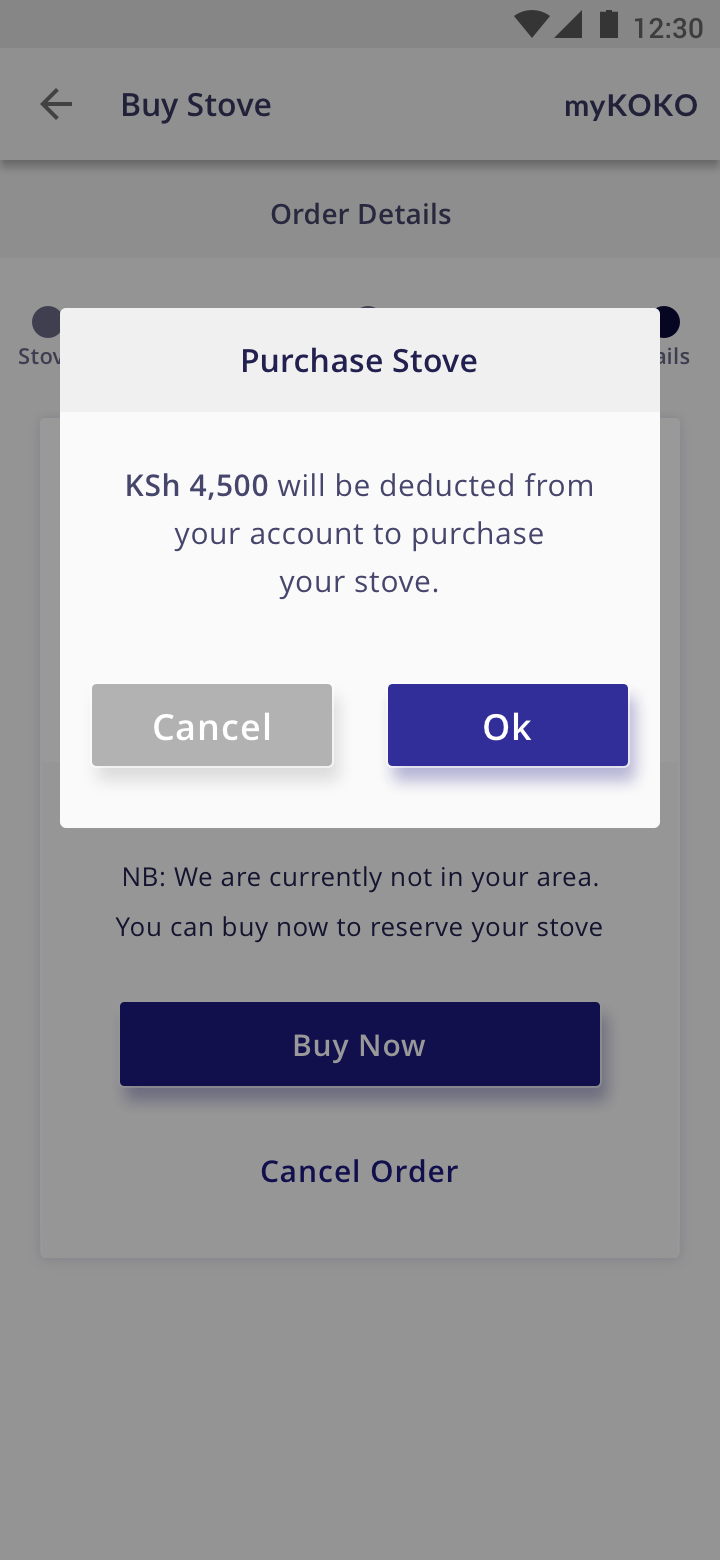 12:30
Buy Stove
myKOKO
Order Details
Purchase Stove
KSh 4,500 will be deducted from
your account to purchase
your stove.
Cancel
Ok
NB: We are currently not in your area.
You can buy now to reserve your stove
Buy Now
Cancel Order